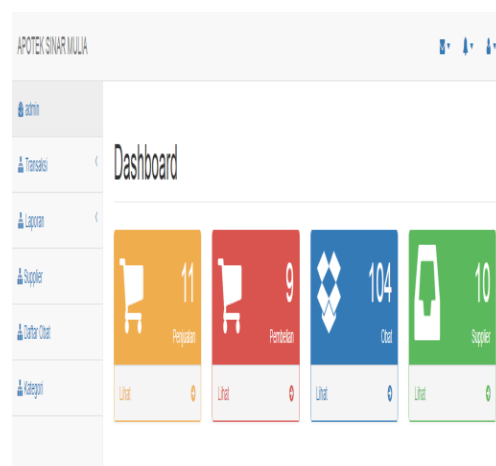 APOTEK SINAR MULIA
admin
Transaksi
Laporan
Supplier
Daftar Obat
Kategori
Dashboard
11
Penjualan
Lihat
9
Pembelian
Lihat
104
Obat
Lihat
10
Supplier
Lihat